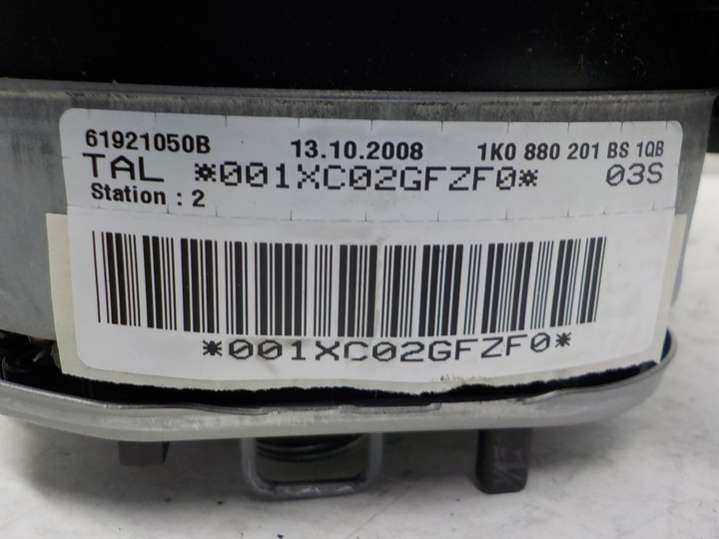 61921050B 13.10.2008 1K0 880 201 BS 1QB
TAL *001XC02GFZF0* 03S
Station : 2
*001XC02GFZF0*